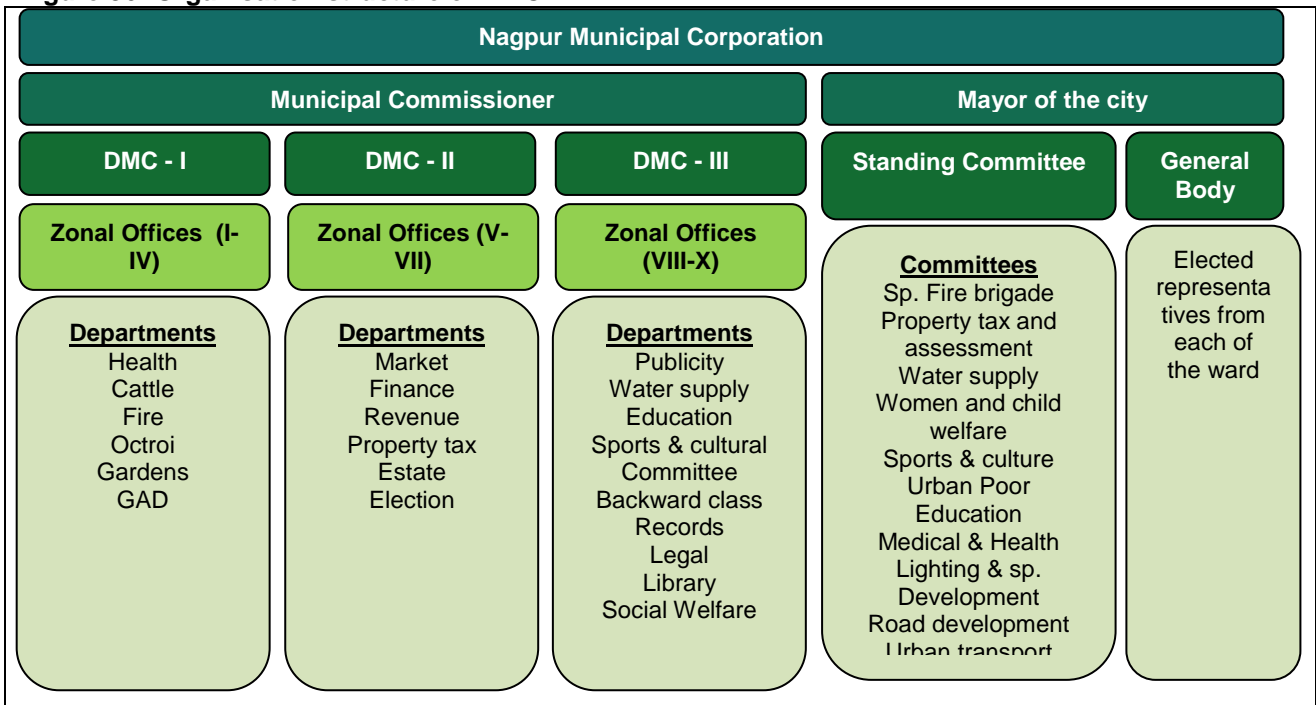 Nagpur Municipal Corporation
Municipal Commissioner
Mayor of the city
DMC - I
DMC - II
DMC - III
Standing Committee
General
Body
Zonal Offices (I-
IV)
Zonal Offices (V-
VII)
Zonal Offices
(VIII-X)
Departments
Health
Cattle
Fire
Octroi
Gardens
GAD
Departments
Market
Finance
Revenue
Property tax
Estate
Election
Departments
Publicity
Water supply
Education
Sports & cultural
Committee
Backward class
Records
Legal
Library
Social Welfare
Committees
Sp. Fire brigade
Property tax and
assessment
Water supply
Women and child
welfare
Sports & culture
Urban Poor
Education
Medical & Health
Lighting & sp.
Development
Road development
Urban transport
Elected
representa
tives from
each of
the ward